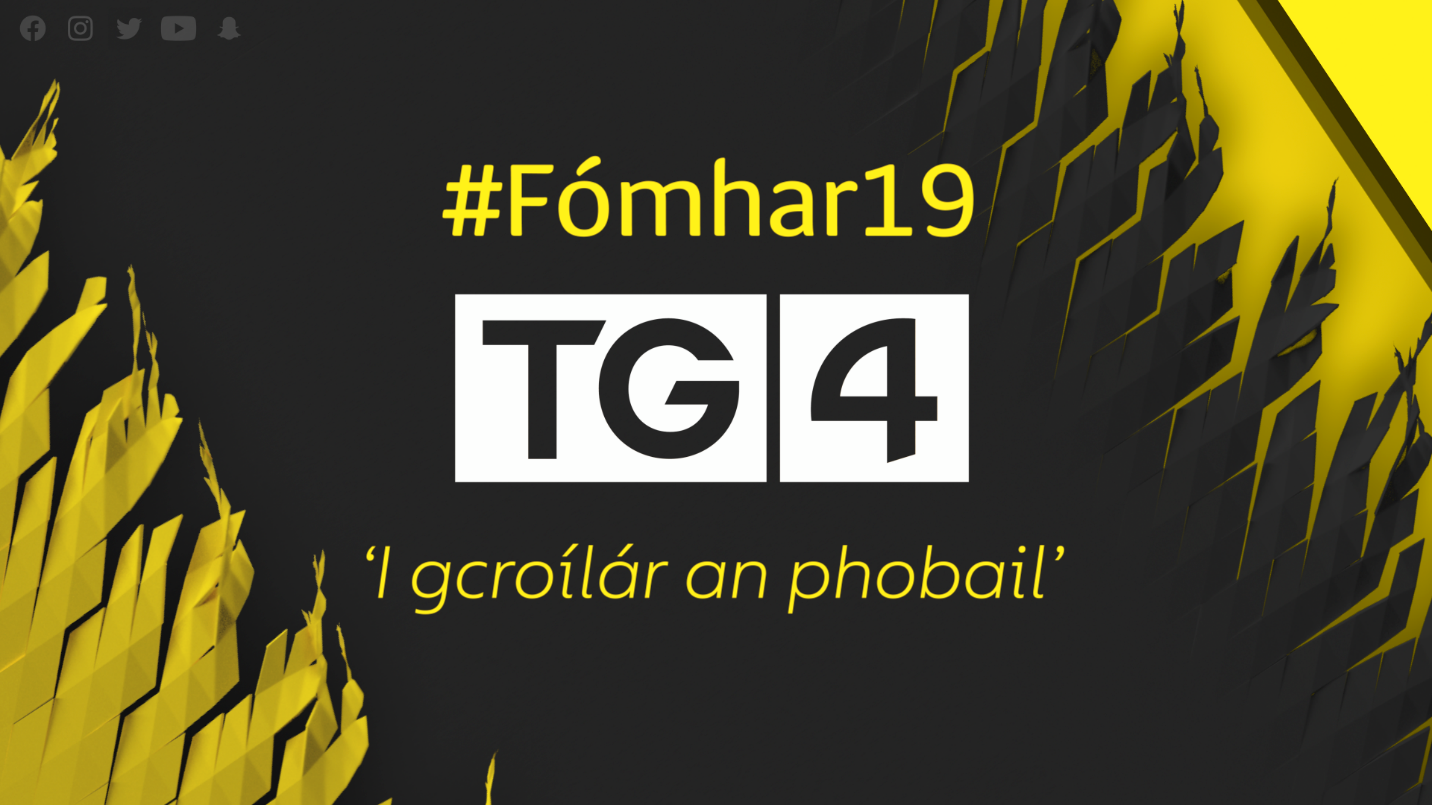 #Fómhar19
TG4
‘I gcroílár an phobail’